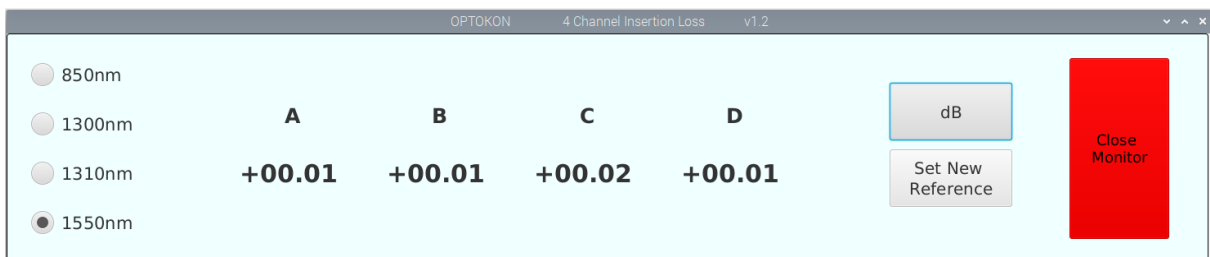 OPTOKON 4 Channel Insertion Loss v1.2
850nm
1300nm
1310nm
1550nm
A B C D
+00.01 +00.01 +00.02 +00.01
dB
Set New
Reference
Close
Monitor